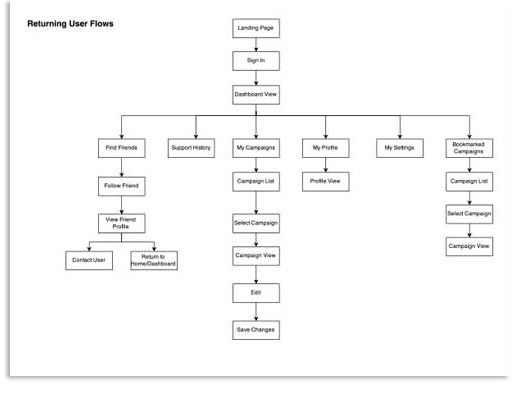 Returning User Flows
Landing Page
Sign In
Dashboard View
Find Friends
Support History
My Campaigns
My Profile
My Settings
Bookmarked
Campaigns
Follow Friend
Campaign List
Profile View
Campaign List
View Friend
Profile
Select Campaign
Select Campaign
Contact User
Return to
Home/Dashboard
Campaign View
Campaign View
Edit
Save Changes